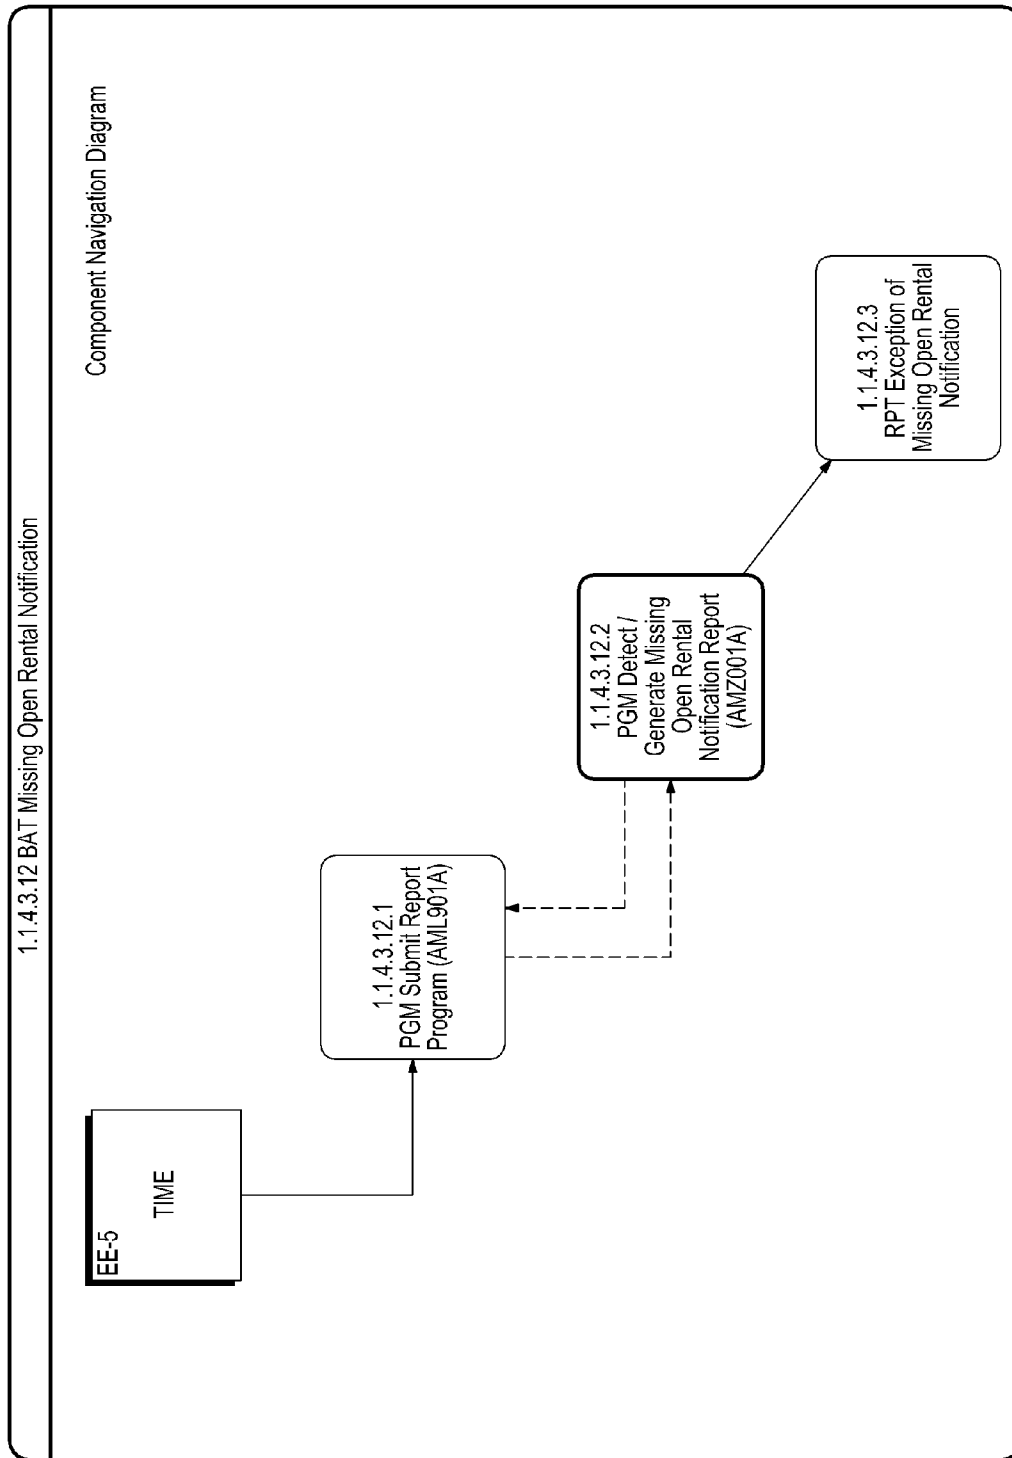 1.1.4.3.12 BAT Missing Open Rental Notification
Component Navigation Diagram
EE-5
TIME
1.1.4.3.12.1
PGM Submit Report
Program (AML901A)
1.1.4.3.12.2
PGM Detect /
Generate Missing
Open Rental
Notification Report
(AMZ001A)
1.1.4.3.12.3
RPT Exception of
Missing Open Rental
Notification